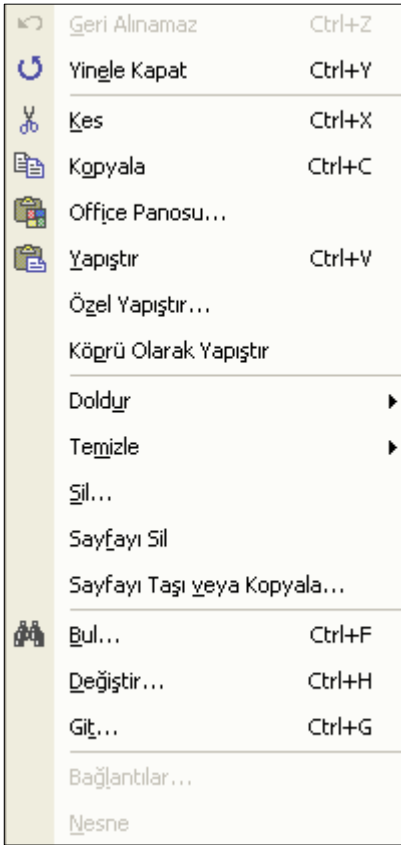 Geri Alınamaz Ctrl+Z
Yinele Kapat Ctrl+Y
Kes Ctrl+X
Kopyala Ctrl+C
Office Panosu...
Yapıştır Ctrl+V
Özel Yapıştır...
Köprü Olarak Yapıştır
Doldur
Temizle
Sil...
Sayfayı Sil
Sayfayı Taşı veya Kopyala...
Bul... Ctrl+F
Değiştir... Ctrl+H
Git... Ctrl+G
Bağlantılar...
Nesne